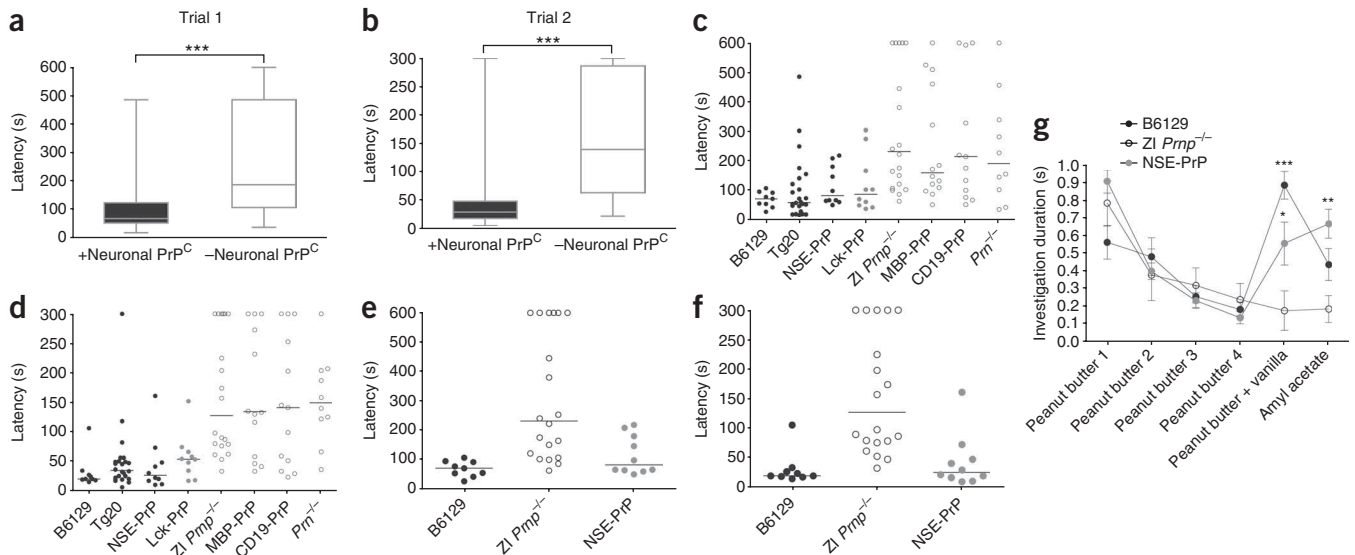 a
Trial 1
***
Latency (s)
600
500
400
300
200
100
0
+Neuronal PrPC
–Neuronal PrPC
b
Trial 2
***
Latency (s)
300
250
200
150
100
50
0
+Neuronal PrPC
–Neuronal PrPC
c
Latency (s)
600
500
400
300
200
100
0
B6129
Tg20
NSE-PrP
Lck-PrP
ZI Prnp–/–
MBP-PrP
CD19-PrP
Prn–/–
d
Latency (s)
300
250
200
150
100
50
0
B6129
Tg20
NSE-PrP
Lck-PrP
ZI Prnp–/–
MBP-PrP
CD19-PrP
Prn–/–
e
Latency (s)
600
500
400
300
200
100
0
B6129
ZI Prnp–/–
NSE-PrP
f
Latency (s)
300
250
200
150
100
50
0
B6129
ZI Prnp–/–
NSE-PrP
g
B6129
ZI Prnp–/–
NSE-PrP
Investigation duration (s)
1.0
0.9
0.8
0.7
0.6
0.5
0.4
0.3
0.2
0.1
0
***
*
**
Peanut butter 1
Peanut butter 2
Peanut butter 3
Peanut butter 4
Peanut butter + vanilla
Amyl acetate